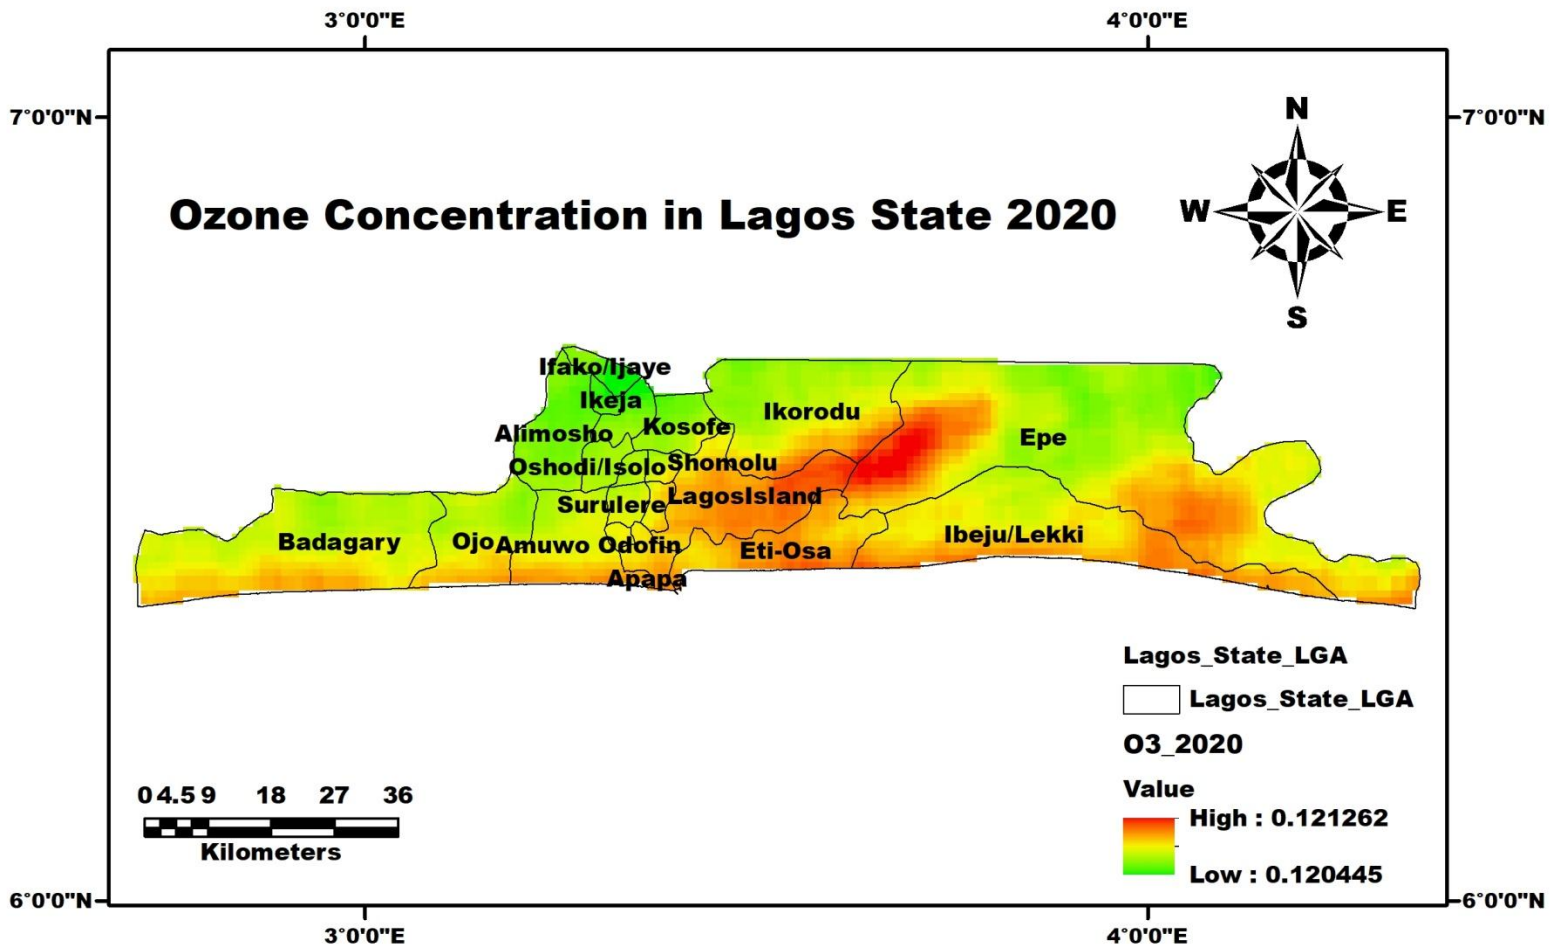 3°0'0"E 4°0'0"E
7°0'0"N 7°0'0"N
N
W E
S
Ozone Concentration in Lagos State 2020
Ifako/Ijaye
Ikeja
Ikorodu
Kosofe
Alimosho
Epe
Oshodi/Isolo Shomolu
LagosIsland
Surulere
Ibeju/Lekki
Badagary Ojo Amuwo Odofin Eti-Osa
Apapa
Lagos_State_LGA
Lagos_State_LGA
O3_2020
Value
High : 0.121262
Low : 0.120445
0 4.5 9 18 27 36
Kilometers
6°0'0"N 6°0'0"N
3°0'0"E 4°0'0"E